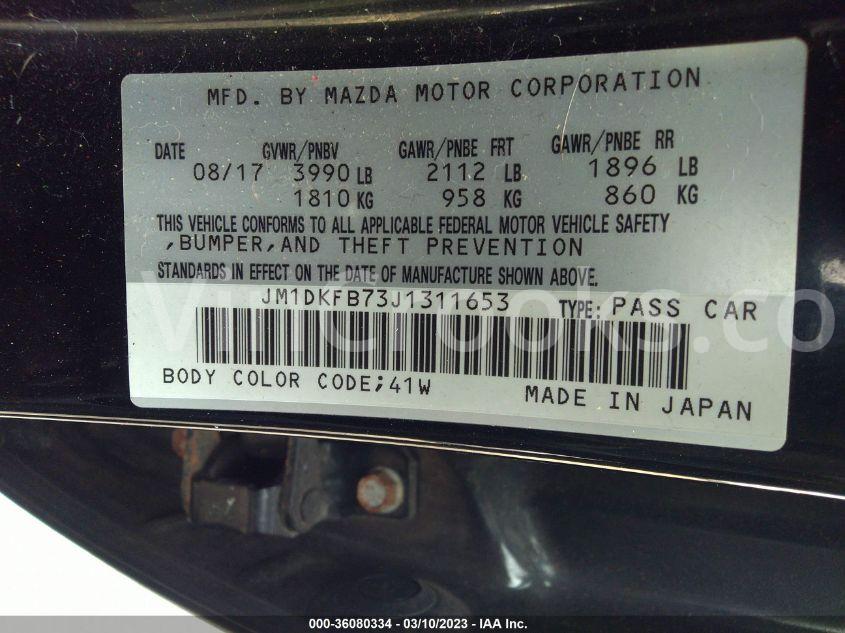 MFD. BY MAZDA MOTOR CORPORATION
DATE GVWR/PNBV GAWR/PNBE FRT GAWR/PNBE RR
08/17 3990 LB 2112 LB 1896 LB
1810 KG 958 KG 860 KG
THIS VEHICLE CONFORMS TO ALL APPLICABLE FEDERAL MOTOR VEHICLE SAFETY
,BUMPER,AND THEFT PREVENTION
STANDARDS IN EFFECT ON THE DATE OF MANUFACTURE SHOWN ABOVE.
JM1DKFB73J1311653 TYPE: PASS CAR
BODY COLOR CODE;41W MADE IN JAPAN
000-36080334 — 03/10/2023 — IAA Inc.